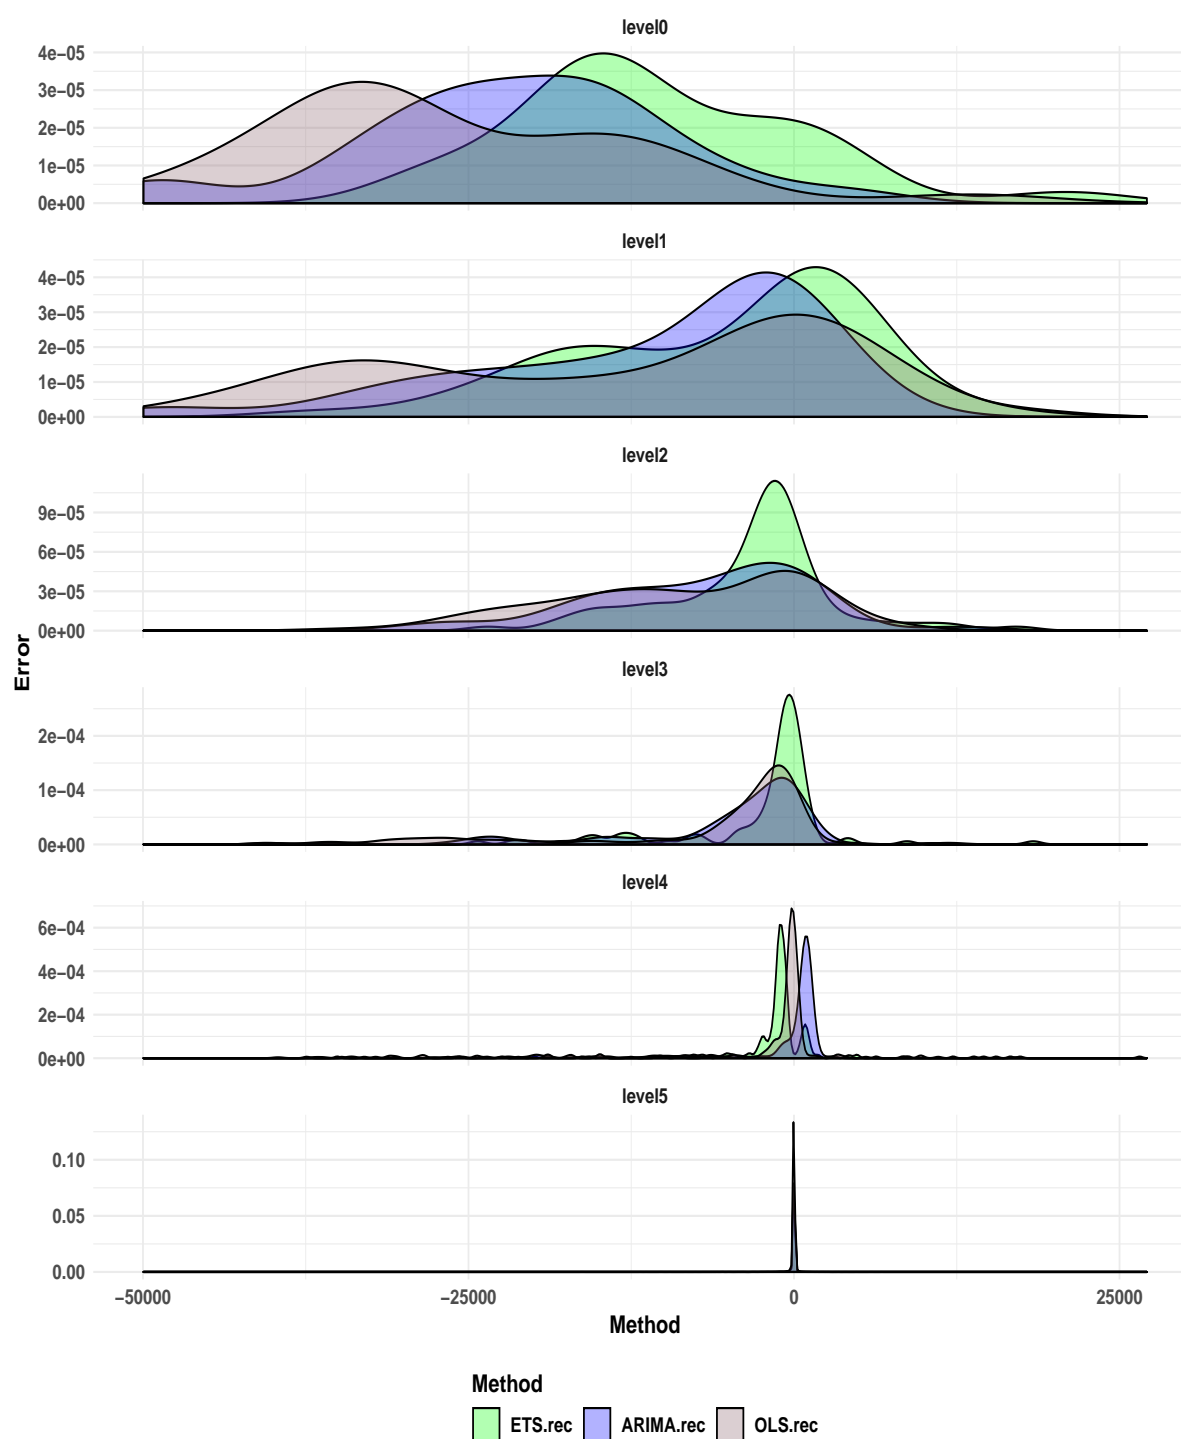 level0
4e−05
3e−05
2e−05
1e−05
0e+00
level1
4e−05
3e−05
2e−05
1e−05
0e+00
level2
9e−05
6e−05
3e−05
0e+00
Error
level3
2e−04
1e−04
0e+00
level4
6e−04
4e−04
2e−04
0e+00
level5
0.10
0.05
0.00
−50000 −25000 0 25000
Method
Method
ETS.rec ARIMA.rec OLS.rec